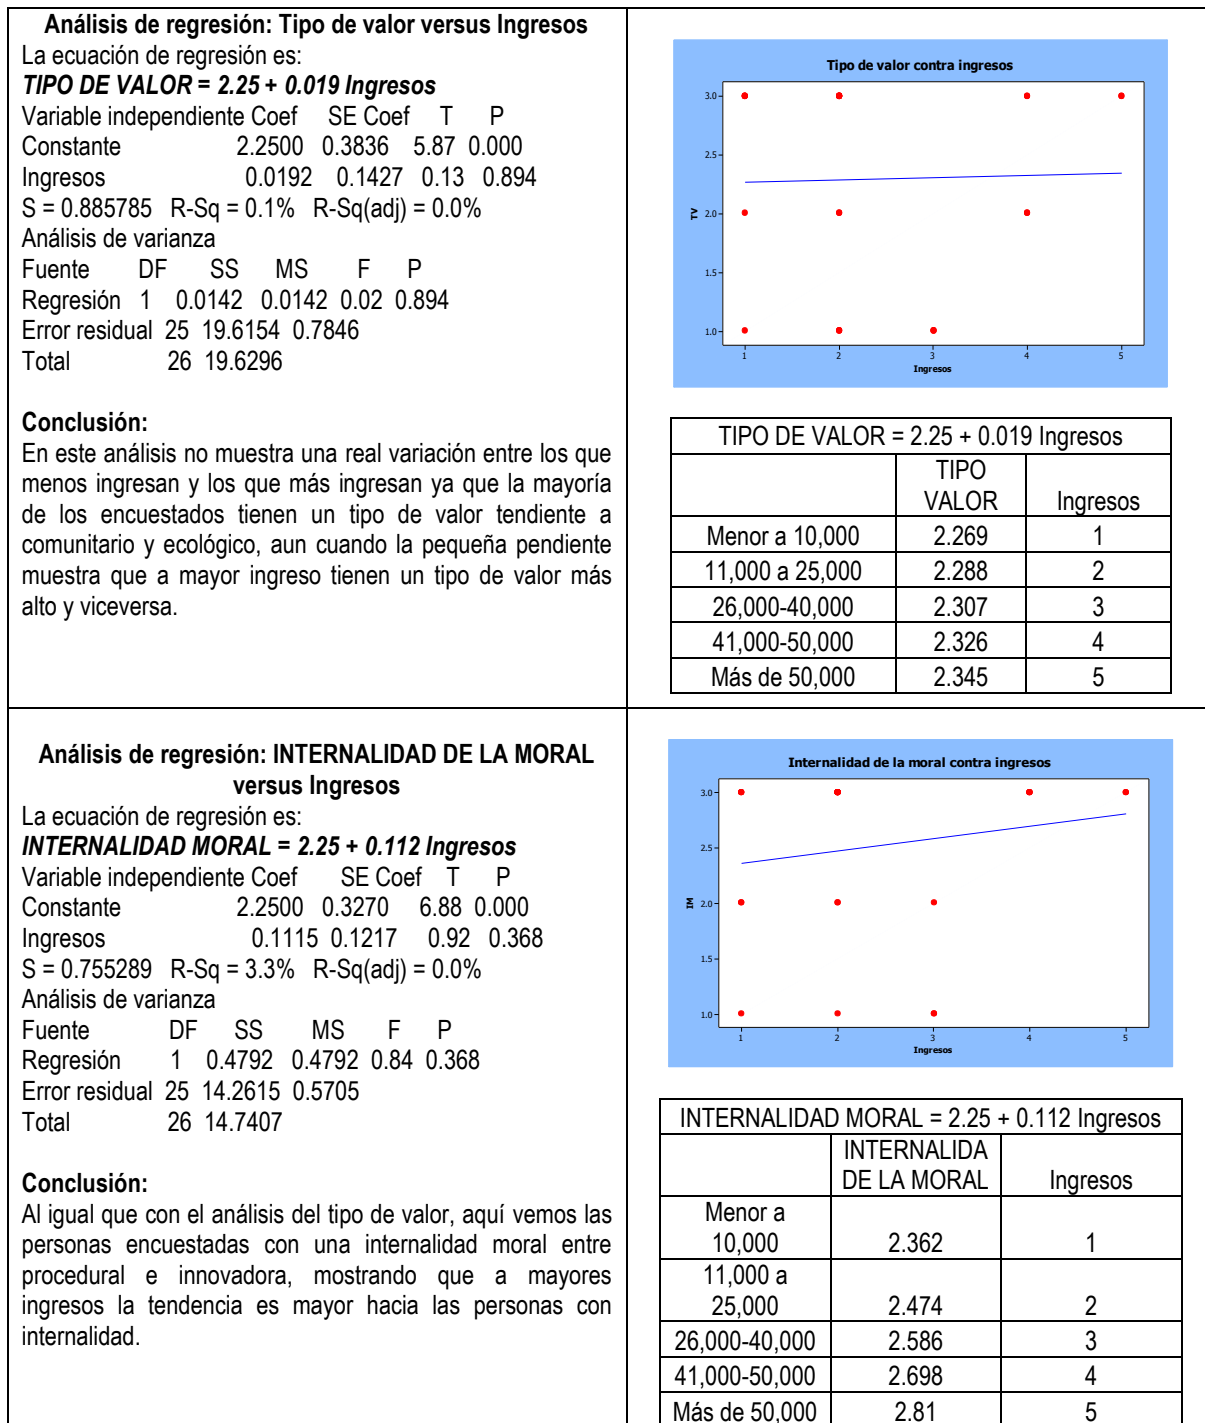 Análisis de regresión: Tipo de valor versus Ingresos
La ecuación de regresión es:
TIPO DE VALOR = 2.25 + 0.019 Ingresos
Variable independiente Coef SE Coef T P
Constante 2.2500 0.3836 5.87 0.000
Ingresos 0.0192 0.1427 0.13 0.894
S = 0.885785 R-Sq = 0.1% R-Sq(adj) = 0.0%
Análisis de varianza
Fuente DF SS MS F P
Regresión 1 0.0142 0.0142 0.02 0.894
Error residual 25 19.6154 0.7846
Total 26 19.6296
Conclusión:
En este análisis no muestra una real variación entre los que
menos ingresan y los que más ingresan ya que la mayoría
de los encuestados tienen un tipo de valor tendiente a
comunitario y ecológico, aun cuando la pequeña pendiente
muestra que a mayor ingreso tienen un tipo de valor más
alto y viceversa.
Tipo de valor contra ingresos
3.0
2.5
2.0
1.5
1.0
TV
1 2 3 4 5
Ingresos
TIPO DE VALOR = 2.25 + 0.019 Ingresos
TIPO
VALOR Ingresos
Menor a 10,000 2.269 1
11,000 a 25,000 2.288 2
26,000-40,000 2.307 3
41,000-50,000 2.326 4
Más de 50,000 2.345 5
Análisis de regresión: INTERNALIDAD DE LA MORAL
versus Ingresos
La ecuación de regresión es:
INTERNALIDAD MORAL = 2.25 + 0.112 Ingresos
Variable independiente Coef SE Coef T P
Constante 2.2500 0.3270 6.88 0.000
Ingresos 0.1115 0.1217 0.92 0.368
S = 0.755289 R-Sq = 3.3% R-Sq(adj) = 0.0%
Análisis de varianza
Fuente DF SS MS F P
Regresión 1 0.4792 0.4792 0.84 0.368
Error residual 25 14.2615 0.5705
Total 26 14.7407
Conclusión:
Al igual que con el análisis del tipo de valor, aquí vemos las
personas encuestadas con una internalidad moral entre
procedural e innovadora, mostrando que a mayores
ingresos la tendencia es mayor hacia las personas con
internalidad.
Internalidad de la moral contra ingresos
3.0
2.5
2.0
1.5
1.0
IM
1 2 3 4 5
Ingresos
INTERNALIDAD MORAL = 2.25 + 0.112 Ingresos
INTERNALIDA
DE LA MORAL Ingresos
Menor a
10,000 2.362 1
11,000 a
25,000 2.474 2
26,000-40,000 2.586 3
41,000-50,000 2.698 4
Más de 50,000 2.81 5